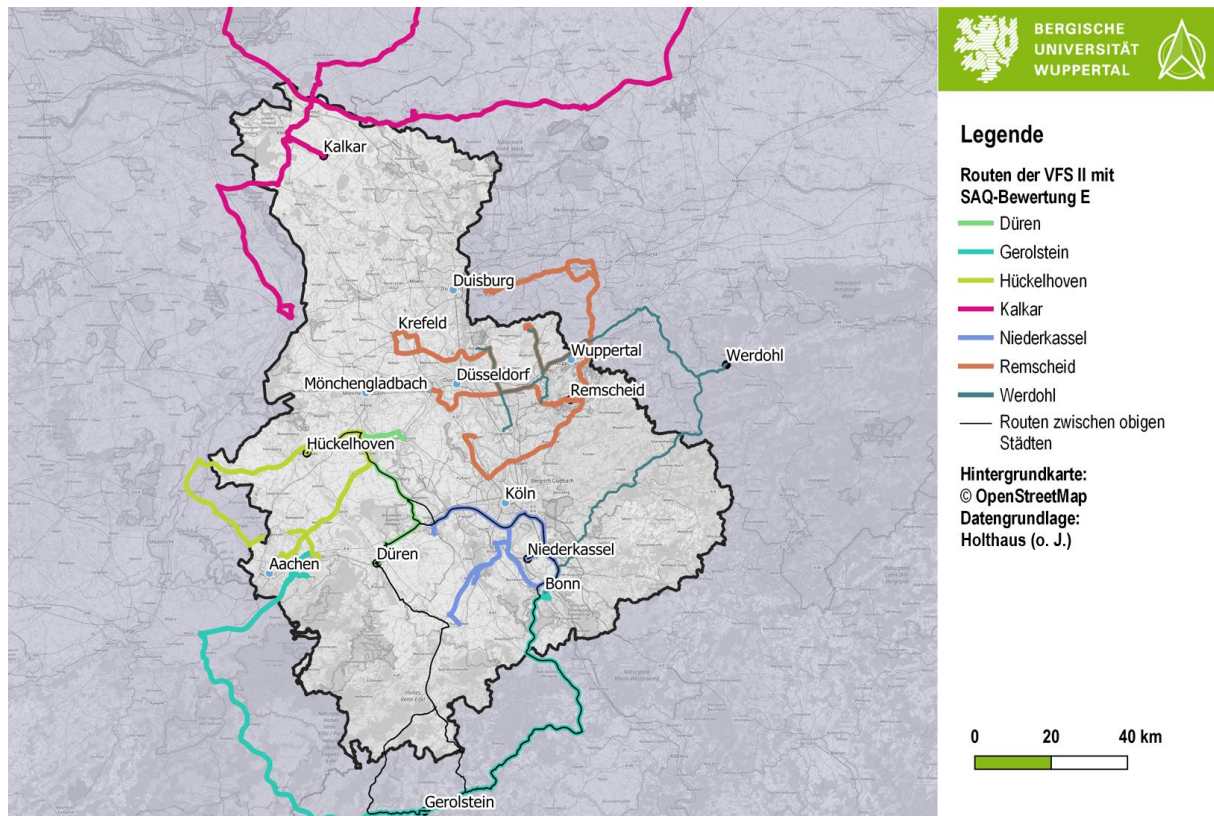 BERGISCHE
UNIVERSITÄT
WUPPERTAL
Legende
Routen der VFS II mit
SAQ-Bewertung E
Düren
Gerolstein
Hückelhoven
Kalkar
Niederkassel
Remscheid
Werdohl
Routen zwischen obigen
Städten
Hintergrundkarte:
© OpenStreetMap
Datengrundlage:
Holthaus (o. J.)
0 20 40 km
Kalkar
Duisburg
Krefeld
Wuppertal
Werdohl
Düsseldorf
Mönchengladbach
Remscheid
Hückelhoven
Köln
Niederkassel
Düren
Aachen
Bonn
Gerolstein